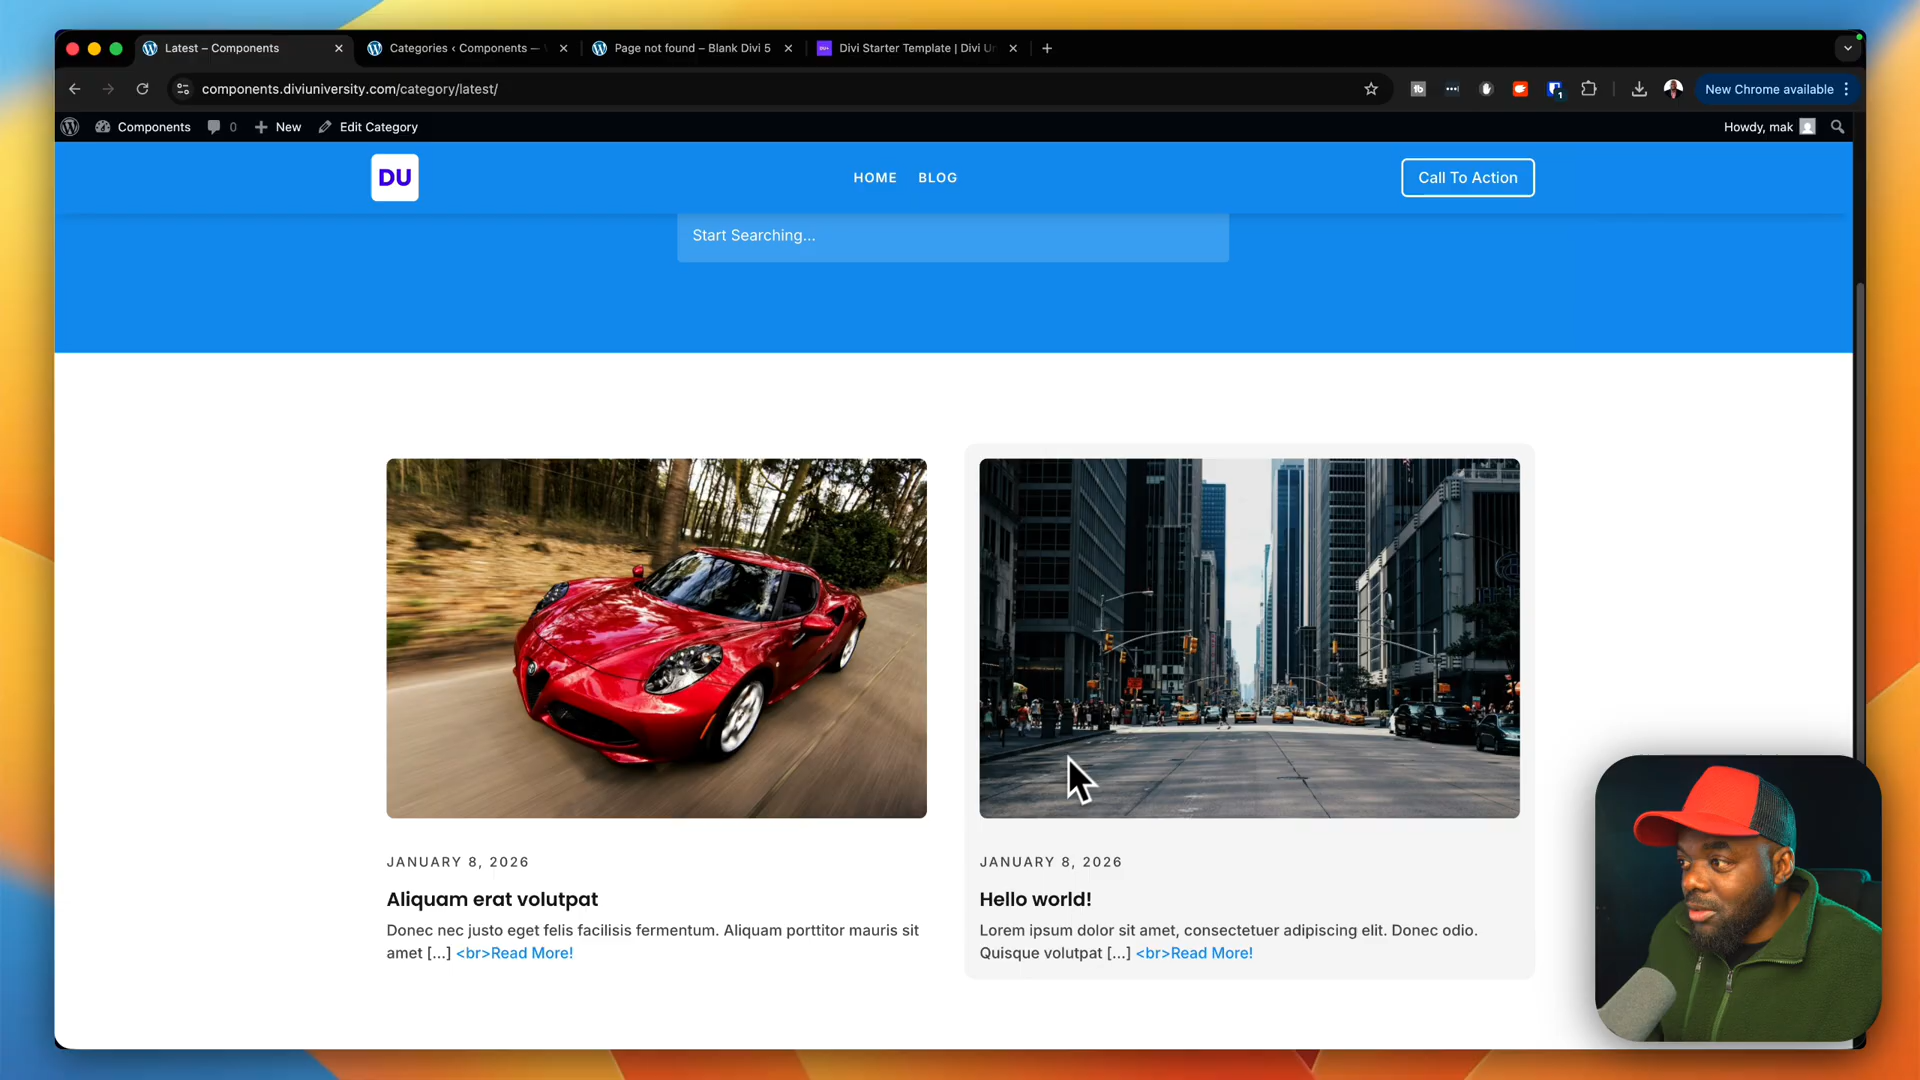 Latest – Components
Categories ‹ Components —
Page not found – Blank Divi 5
Divi Starter Template | Divi Un
components.diviuniversity.com/category/latest/
New Chrome available
Components
0
New
Edit Category
Howdy, mak
DU
HOME
BLOG
Call To Action
Start Searching...
JANUARY 8, 2026
Aliquam erat volutpat
Donec nec justo eget felis facilisis fermentum. Aliquam porttitor mauris sit
amet [...] <br>Read More!
JANUARY 8, 2026
Hello world!
Lorem ipsum dolor sit amet, consectetuer adipiscing elit. Donec odio.
Quisque volutpat [...] <br>Read More!